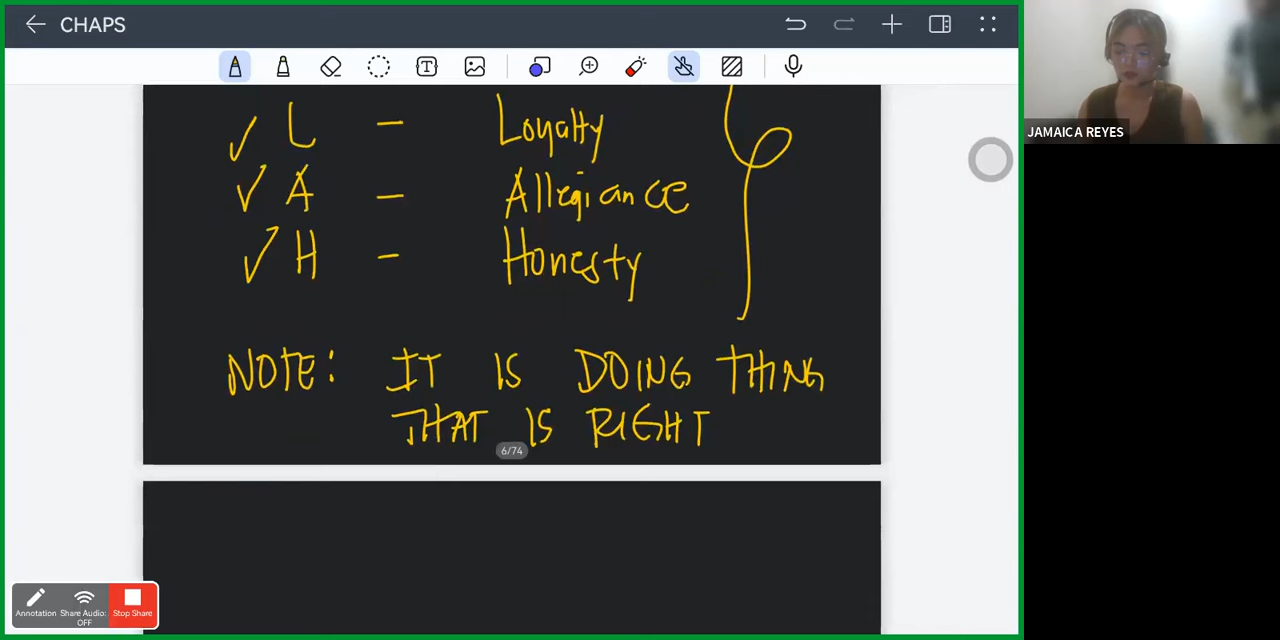 CHAPS
JAMAICA REYES
✓ L - Loyalty
✓ A - Allegiance
✓ H - Honesty
NOTE: IT IS DOING THING
THAT IS RIGHT
6/74
Annotation Share Audio: OFF Stop Share